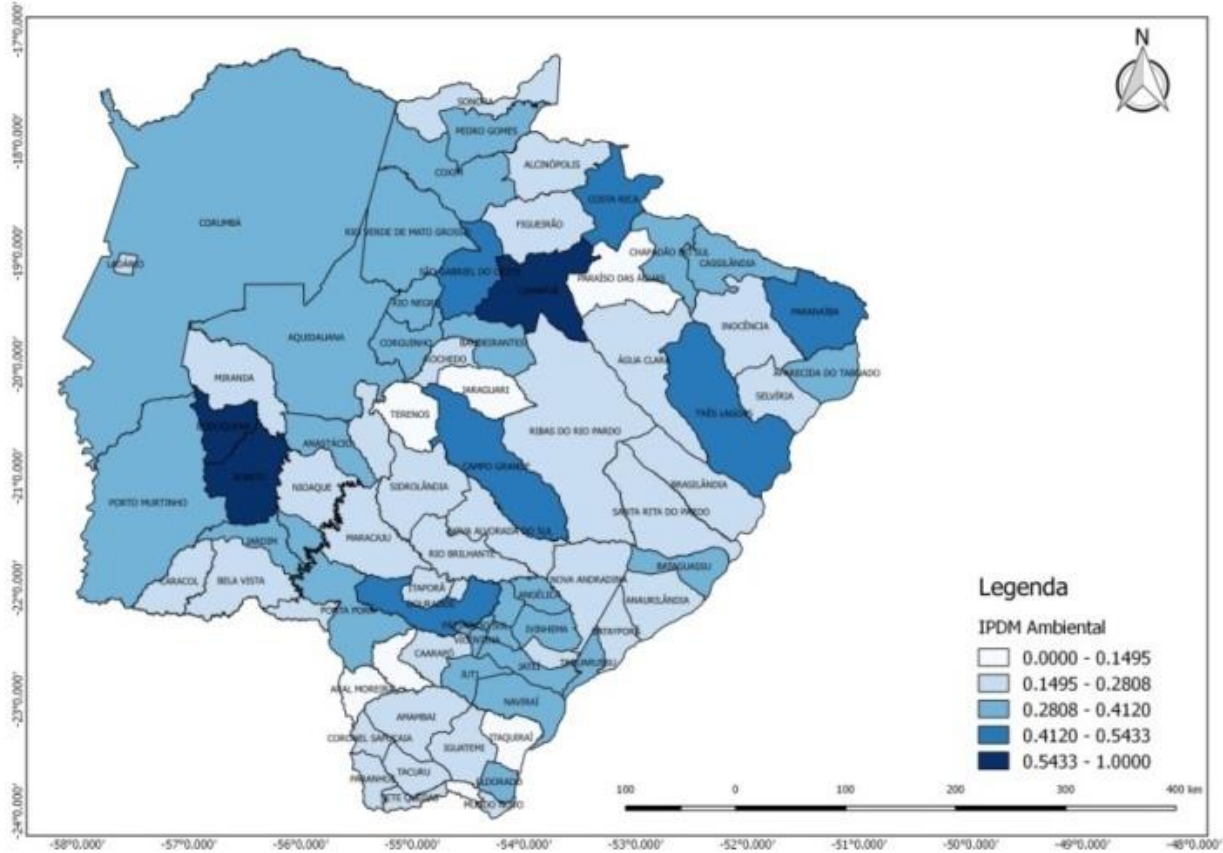 N
-17°0.000'
-18°0.000'
-19°0.000'
-20°0.000'
-21°0.000'
-22°0.000'
-23°0.000'
-24°0.000'
SONORA
PEDRO GOMES
ALCINÓPOLIS
COXIM
COSTA RICA
CORUMBÁ
RIO VERDE DE MATO GROSSO
FIGUEIRÃO
CHAPADÃO DO SUL
CASSILÂNDIA
LADÁRIO
SÃO GABRIEL DO OESTE
PARAÍSO DAS ÁGUAS
RIO NEGRO
PARANAÍBA
INOCÊNCIA
AQUIDAUANA
CORGUINHO
BANDEIRANTES
ROCHEDO
ÁGUA CLARA
APARECIDA DO TABOADO
MIRANDA
JARAGUARI
SELVÍRIA
TERENOS
TRÊS LAGOAS
RIBAS DO RIO PARDO
ANASTÁCIO
CAMPO GRANDE
BONITO
NIOAQUE
SIDROLÂNDIA
BRASILÂNDIA
PORTO MURTINHO
SANTA RITA DO PARDO
NOVA ALVORADA DO SUL
JARDIM
MARACAJU
RIO BRILHANTE
CARACOL
BELA VISTA
BATAGUASSU
NOVA ANDRADINA
ITAPORÃ
ANGÉLICA
ANAURILÂNDIA
PONTA PORÃ
IVINHEMA
BATAYPORÃ
VICENTINA
CAARAPÓ
JATEÍ
TAQUARUSSU
JUTI
ARAL MOREIRA
NAVIRAÍ
AMAMBAI
CORONEL SAPUCAIA
ITAQUIRAÍ
IGUATEMI
TACURU
PARANHOS
ELDORADO
SETE QUEDAS
MUNDO NOVO
Legenda
IPDM Ambiental
0.0000 - 0.1495
0.1495 - 0.2808
0.2808 - 0.4120
0.4120 - 0.5433
0.5433 - 1.0000
100 0 100 200 300 400 km
-58°0.000' -57°0.000' -56°0.000' -55°0.000' -54°0.000' -53°0.000' -52°0.000' -51°0.000' -50°0.000' -49°0.000' -48°0.000'